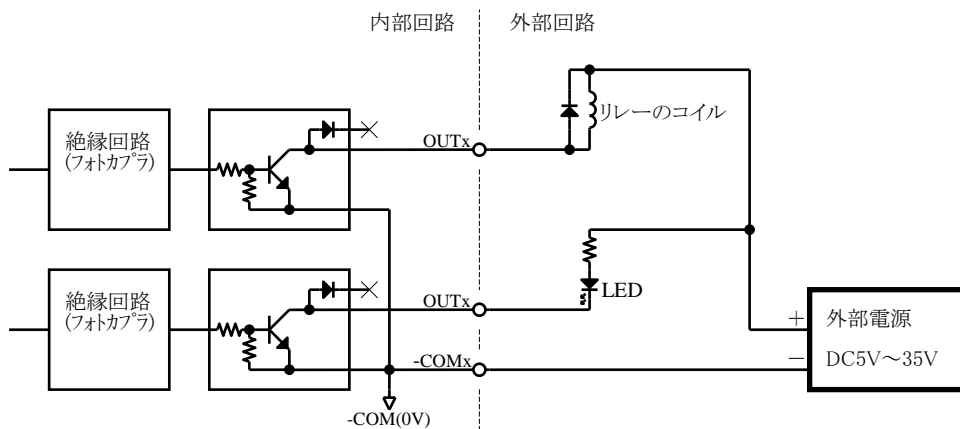 内部回路
外部回路
絶縁回路
(フォトカプラ)
OUTx
リレーのコイル
絶縁回路
(フォトカプラ)
OUTx
LED
-COMx
-COM(0V)
+
外部電源
−
DC5V～35V